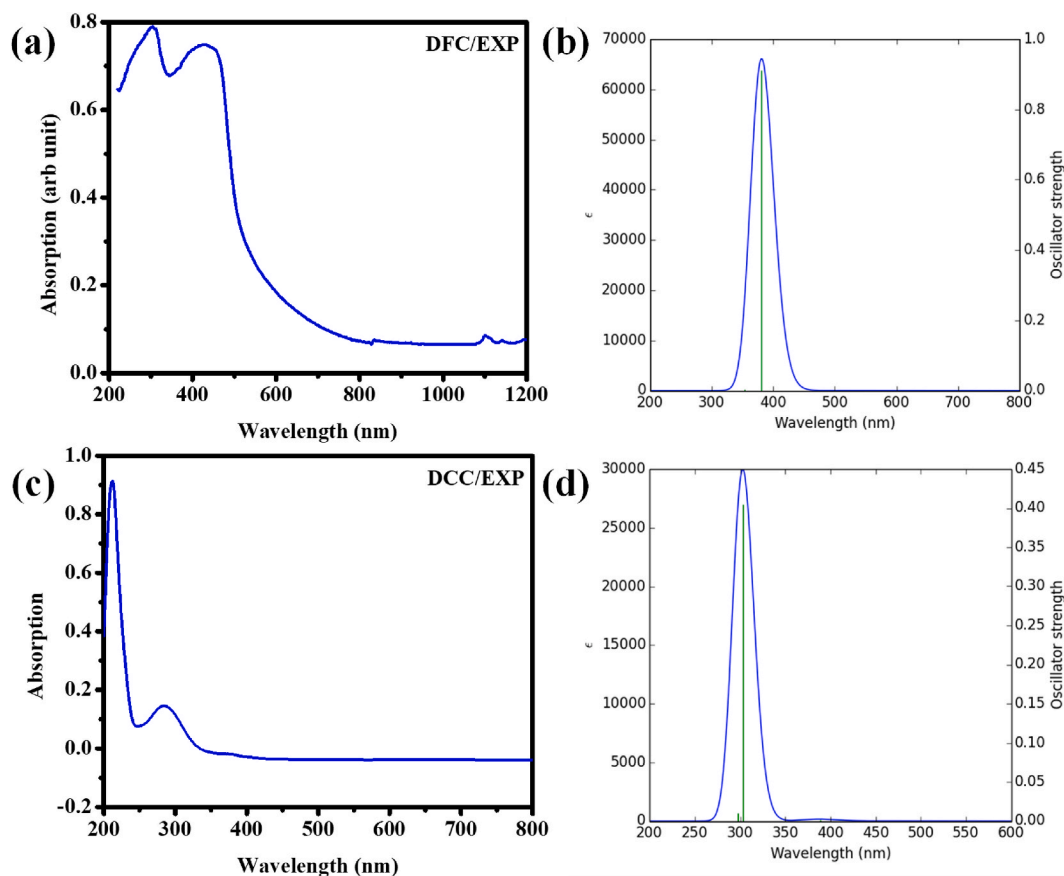 (a)
DFC/EXP
0.8
0.6
0.4
0.2
0.0
Absorption (arb unit)
200 400 600 800 1000 1200
Wavelength (nm)
(b)
70000
60000
50000
40000
30000
20000
10000
0
ϵ
1.0
0.8
0.6
0.4
0.2
0.0
Oscillator strength
200 300 400 500 600 700 800
Wavelength (nm)
(c)
DCC/EXP
1.0
0.8
0.6
0.4
0.2
0.0
-0.2
Absorption
200 300 400 500 600 700 800
Wavelength (nm)
(d)
30000
25000
20000
15000
10000
5000
0
ϵ
0.45
0.40
0.35
0.30
0.25
0.20
0.15
0.10
0.05
0.00
Oscillator strength
200 250 300 350 400 450 500 550 600
Wavelength (nm)